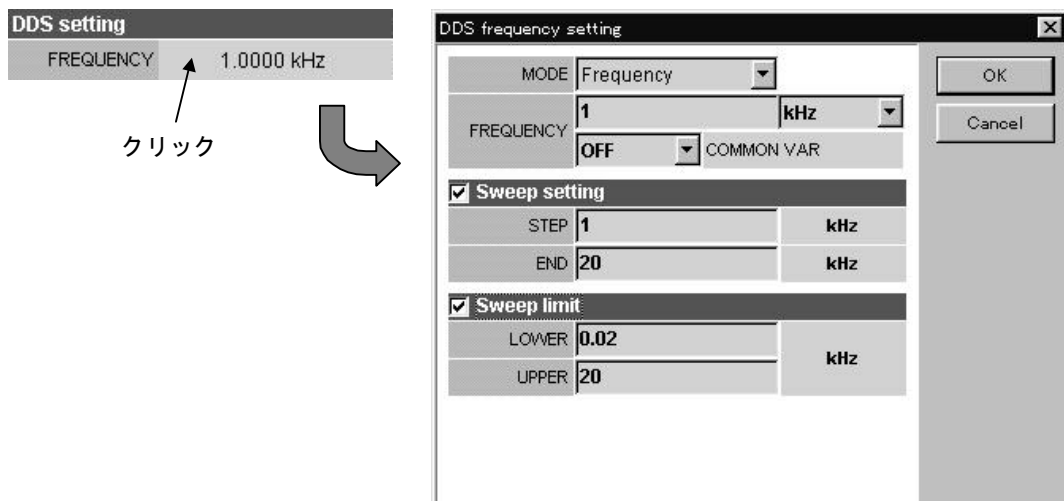 DDS setting
FREQUENCY 1.0000 kHz
クリック
DDS frequency setting
MODE Frequency
OK
FREQUENCY 1 kHz
Cancel
OFF COMMON VAR
Sweep setting
STEP 1 kHz
END 20 kHz
Sweep limit
LOWER 0.02
kHz
UPPER 20